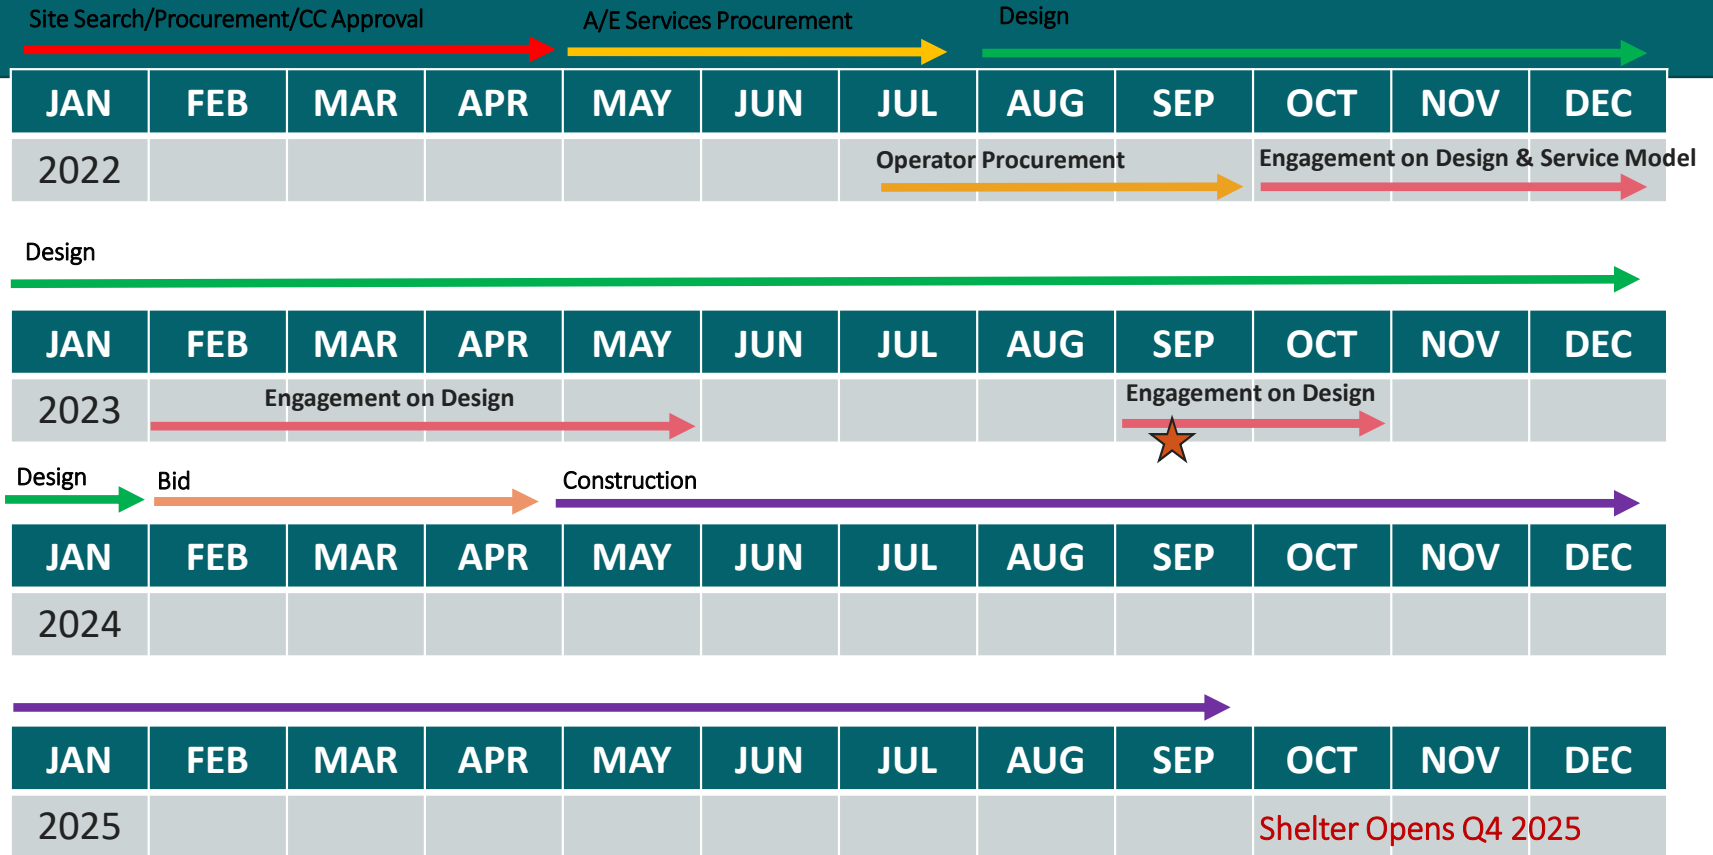 Site Search/Procurement/CC Approval A/E Services Procurement Design
JAN FEB MAR APR MAY JUN JUL AUG SEP OCT NOV DEC
2022 Operator Procurement Engagement on Design & Service Model
Design
JAN FEB MAR APR MAY JUN JUL AUG SEP OCT NOV DEC
2023 Engagement on Design Engagement on Design
Design Bid Construction
JAN FEB MAR APR MAY JUN JUL AUG SEP OCT NOV DEC
2024
JAN FEB MAR APR MAY JUN JUL AUG SEP OCT NOV DEC
2025 Shelter Opens Q4 2025